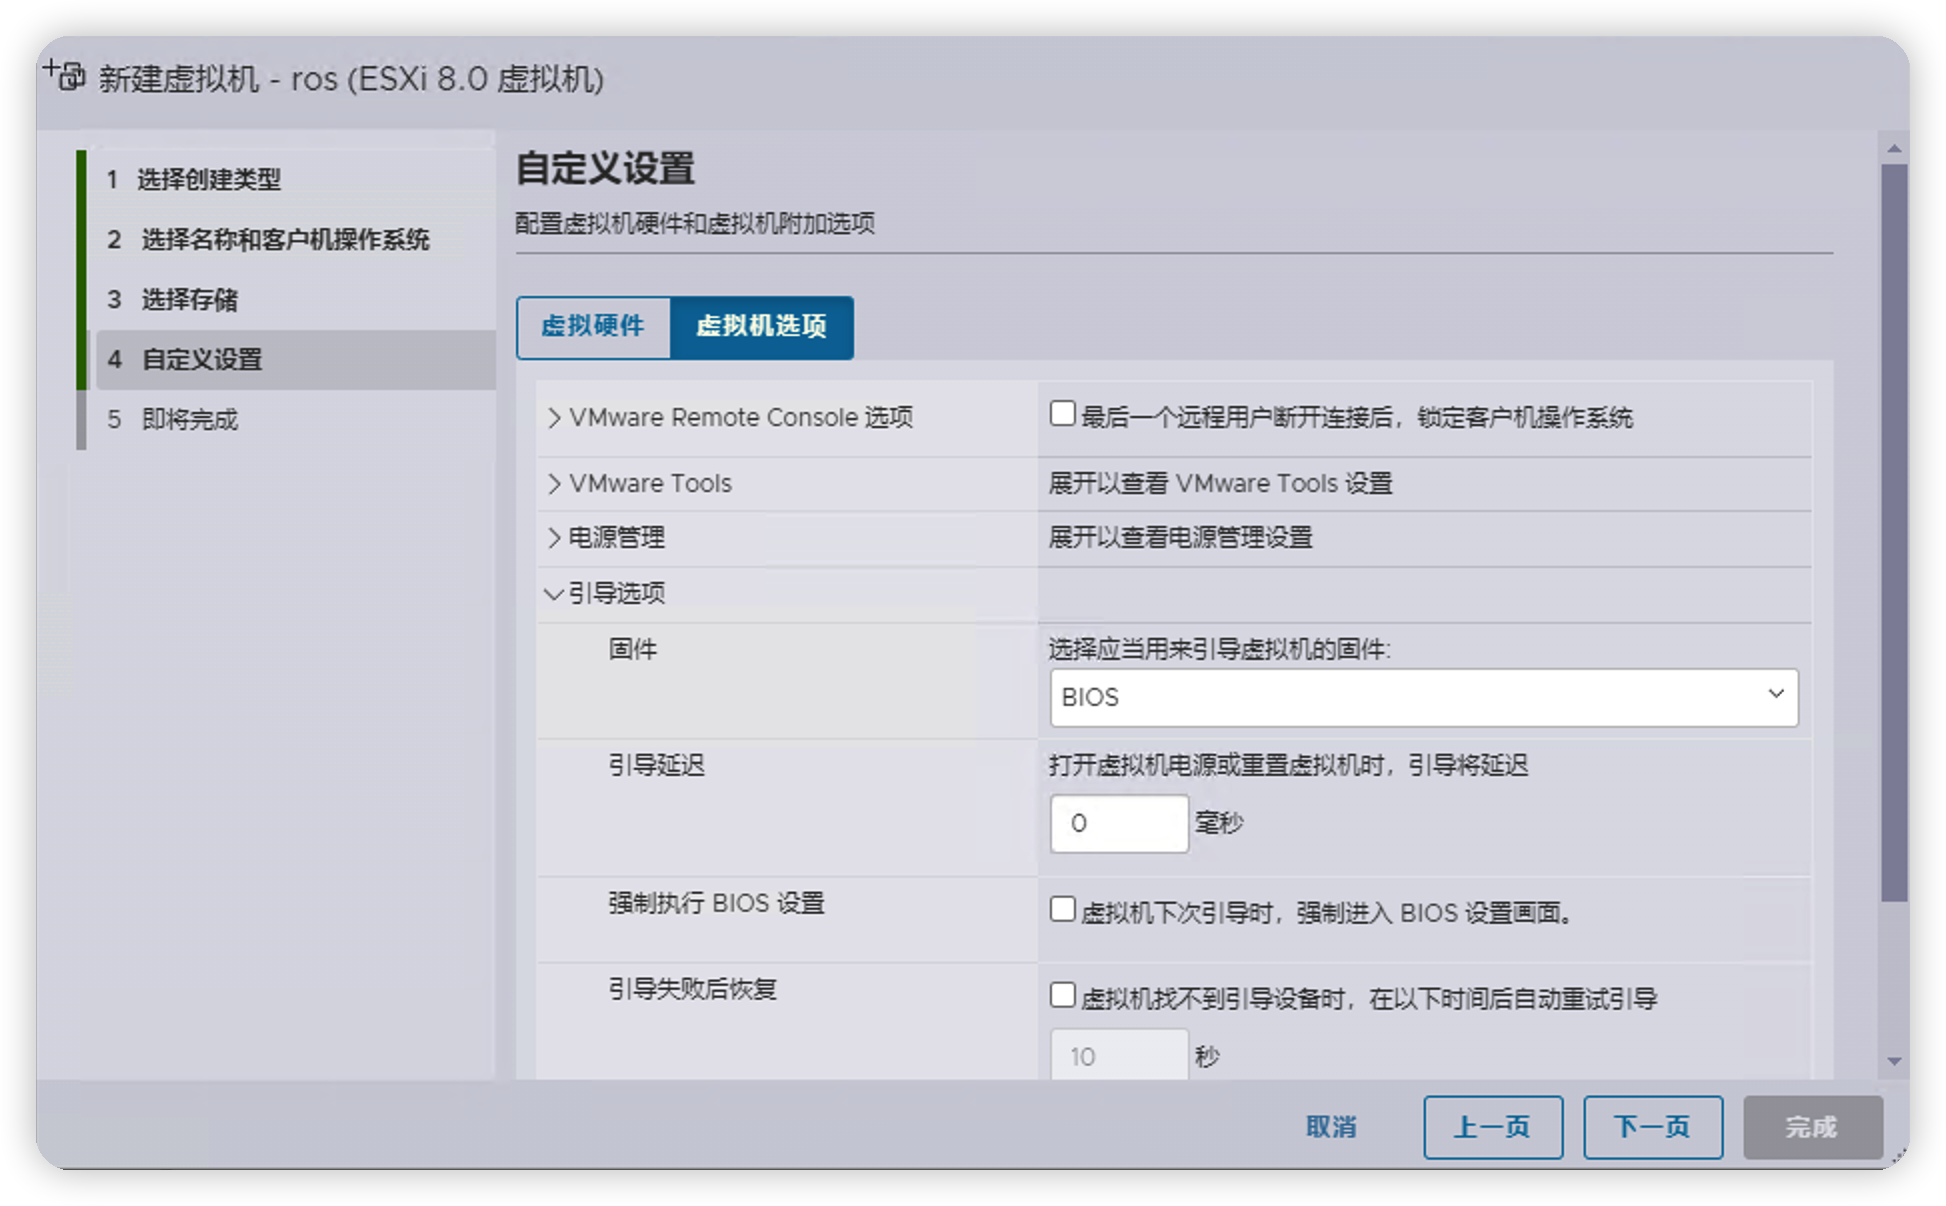 新建虚拟机 - ros (ESXi 8.0 虚拟机)
1 选择创建类型
2 选择名称和客户机操作系统
3 选择存储
4 自定义设置
5 即将完成
自定义设置
配置虚拟机硬件和虚拟机附加选项
虚拟硬件
虚拟机选项
VMware Remote Console 选项
最后一个远程用户断开连接后，锁定客户机操作系统
VMware Tools
展开以查看 VMware Tools 设置
电源管理
展开以查看电源管理设置
引导选项
固件
选择应当用来引导虚拟机的固件:
BIOS
引导延迟
打开虚拟机电源或重置虚拟机时，引导将延迟
0 毫秒
强制执行 BIOS 设置
虚拟机下次引导时，强制进入 BIOS 设置画面。
引导失败后恢复
虚拟机找不到引导设备时，在以下时间后自动重试引导
10 秒
取消
上一页
下一页
完成